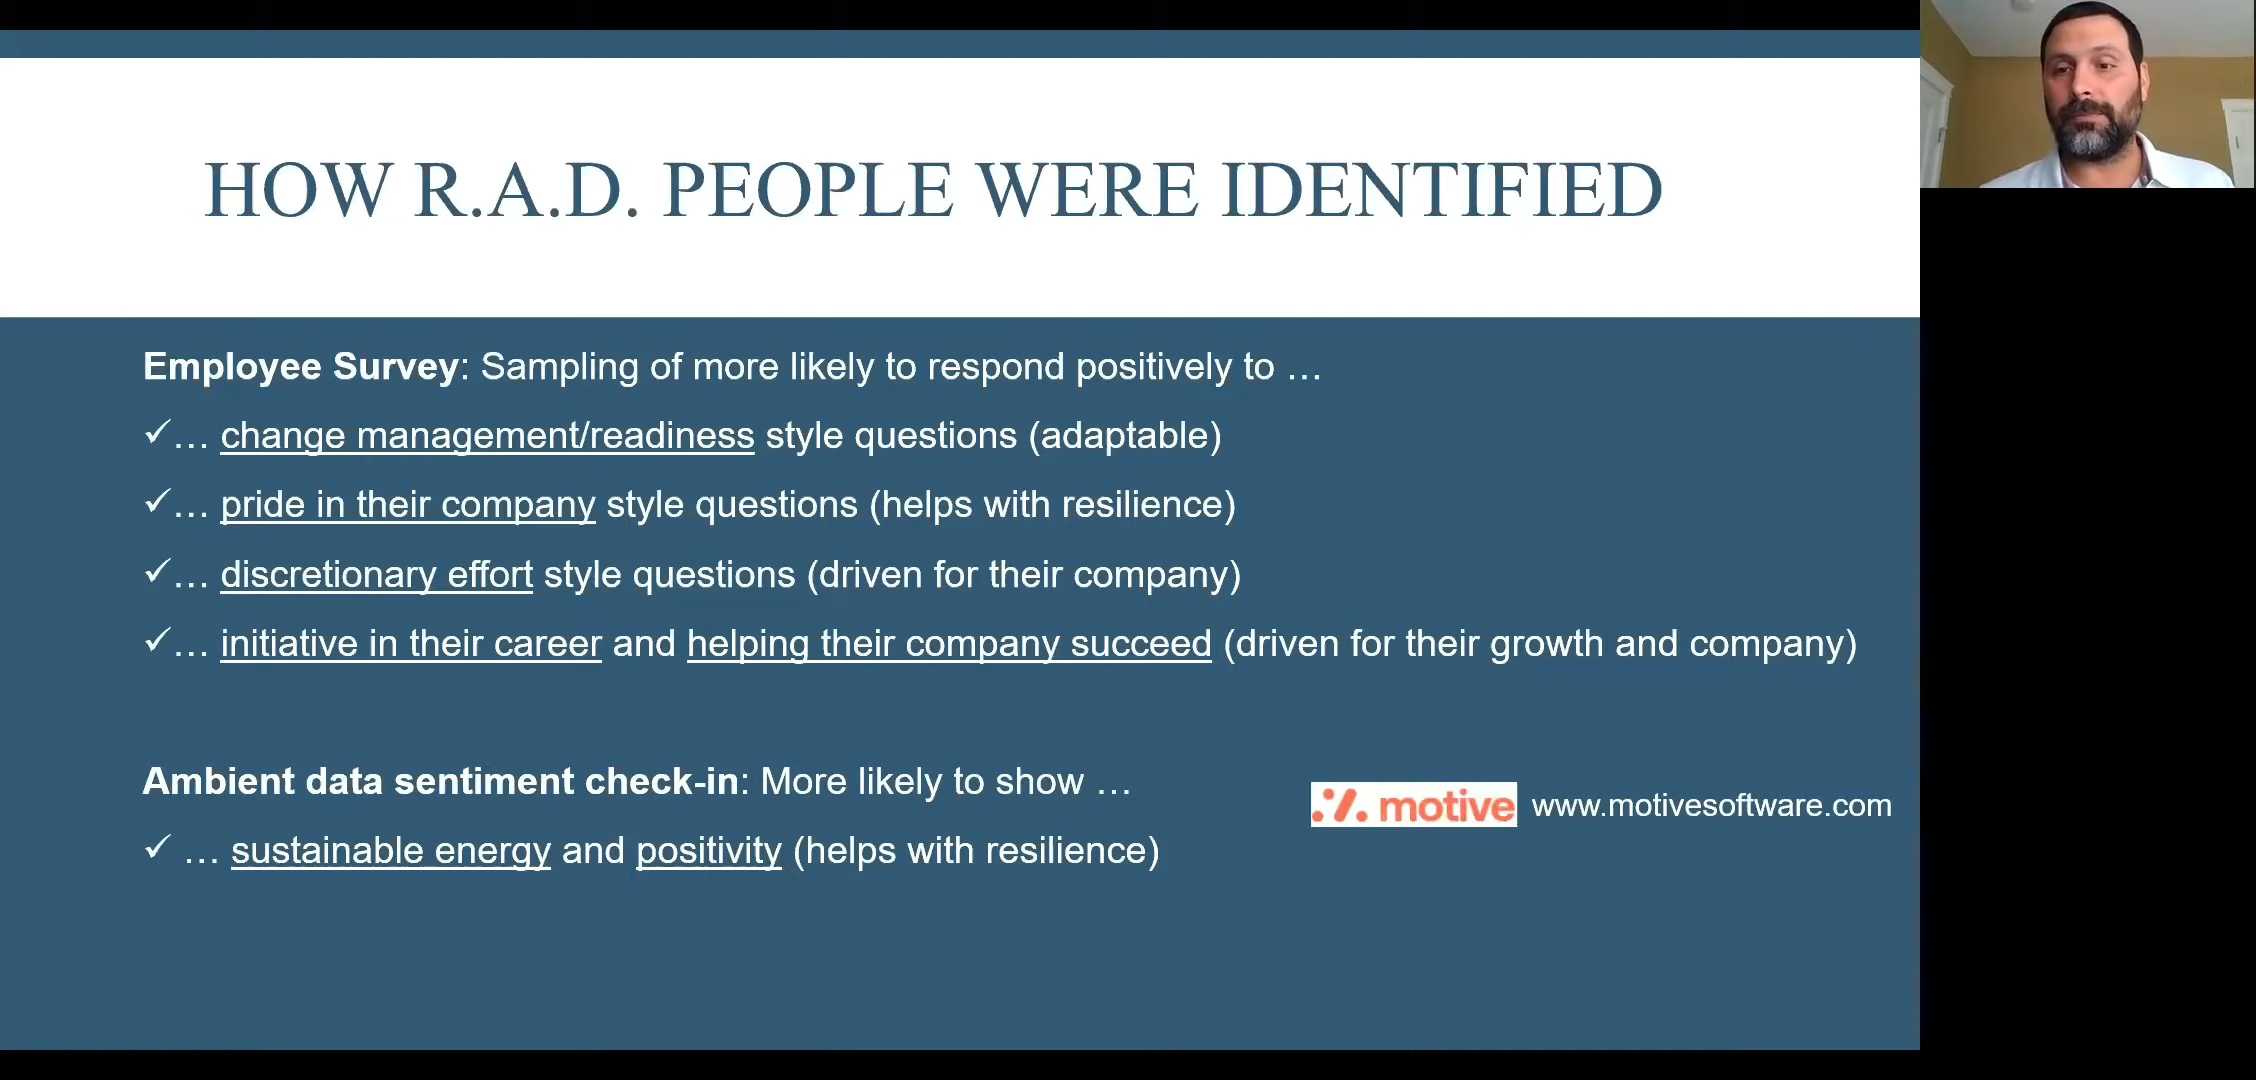 HOW R.A.D. PEOPLE WERE IDENTIFIED
Employee Survey: Sampling of more likely to respond positively to …
✓… change management/readiness style questions (adaptable)
✓… pride in their company style questions (helps with resilience)
✓… discretionary effort style questions (driven for their company)
✓… initiative in their career and helping their company succeed (driven for their growth and company)
Ambient data sentiment check-in: More likely to show …
✓ … sustainable energy and positivity (helps with resilience)
motive www.motivesoftware.com